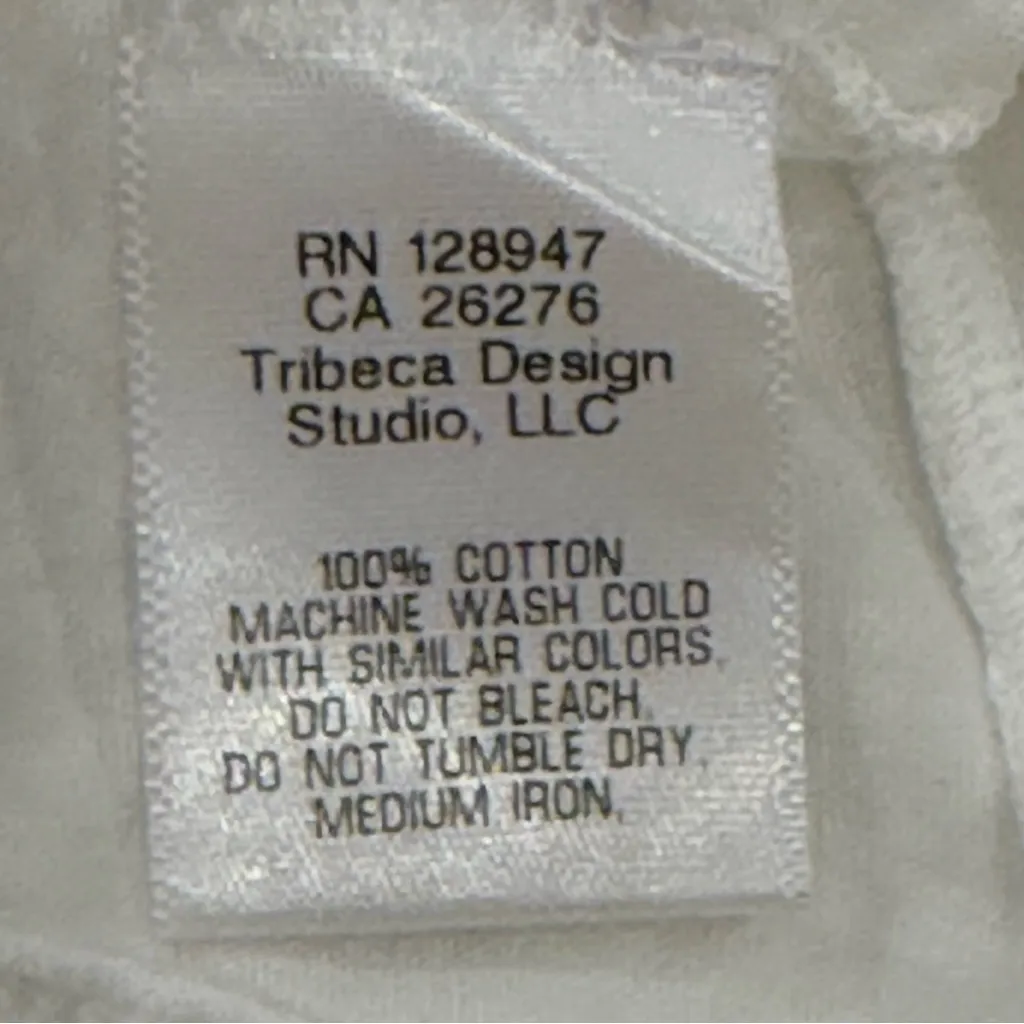 RN 128947
CA 26276
Tribeca Design
Studio, LLC
100% COTTON
MACHINE WASH COLD
WITH SIMILAR COLORS.
DO NOT BLEACH.
DO NOT TUMBLE DRY.
MEDIUM IRON.